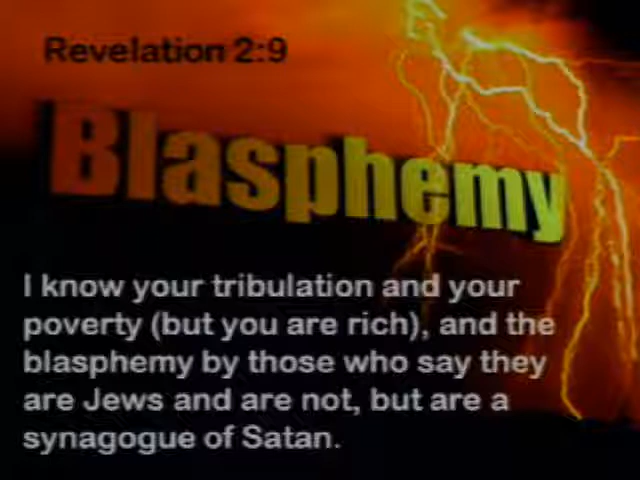 Revelation 2:9
Blasphemy
I know your tribulation and your
poverty (but you are rich), and the
blasphemy by those who say they
are Jews and are not, but are a
synagogue of Satan.